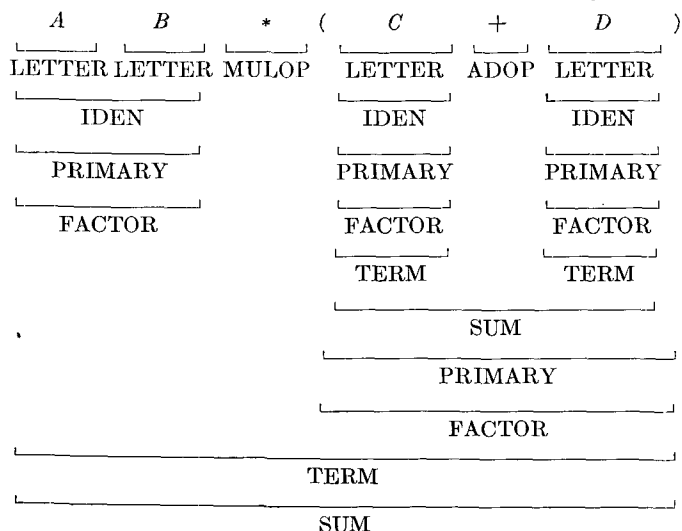 A B * ( C + D )
LETTER LETTER MULOP LETTER ADOP LETTER
IDEN IDEN IDEN
PRIMARY PRIMARY PRIMARY
FACTOR FACTOR FACTOR
TERM TERM
SUM
PRIMARY
FACTOR
TERM
SUM